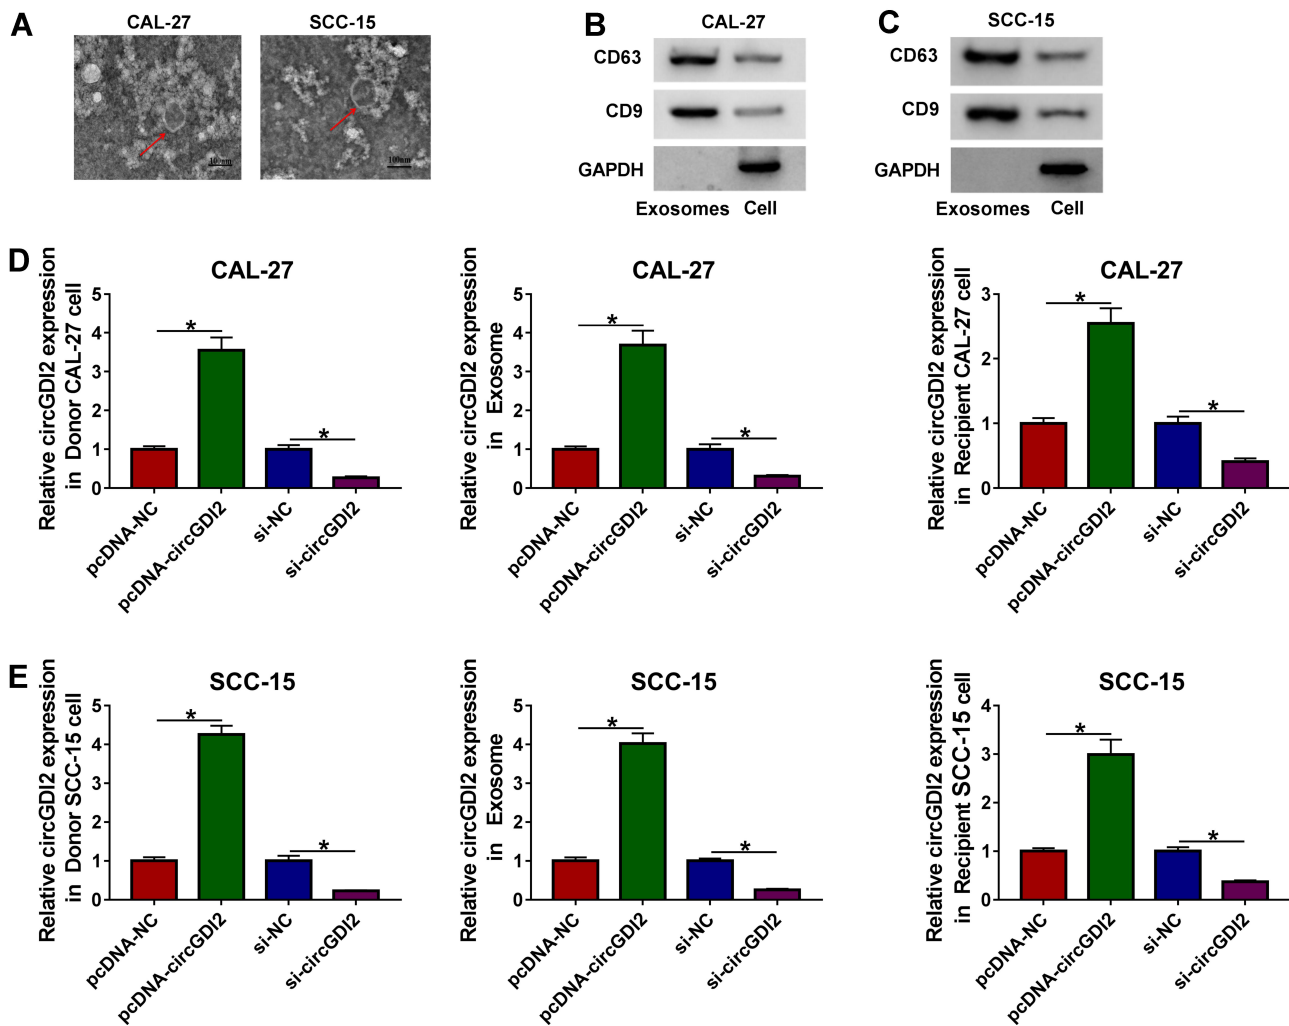 A
CAL-27
SCC-15
100nm
100nm
B
CAL-27
CD63
CD9
GAPDH
Exosomes Cell
C
SCC-15
CD63
CD9
GAPDH
Exosomes Cell
D
CAL-27
Relative circGDI2 expression
in Donor CAL-27 cell
5
4
3
2
1
0
*
*
pcDNA-NC
pcDNA-circGDI2
si-NC
si-circGDI2
CAL-27
Relative circGDI2 expression
in Exosome
5
4
3
2
1
0
*
*
pcDNA-NC
pcDNA-circGDI2
si-NC
si-circGDI2
CAL-27
Relative circGDI2 expression
in Recipient CAL-27 cell
3
2
1
0
*
*
pcDNA-NC
pcDNA-circGDI2
si-NC
si-circGDI2
E
SCC-15
Relative circGDI2 expression
in Donor SCC-15 cell
5
4
3
2
1
0
*
*
pcDNA-NC
pcDNA-circGDI2
si-NC
si-circGDI2
SCC-15
Relative circGDI2 expression
in Exosome
5
4
3
2
1
0
*
*
pcDNA-NC
pcDNA-circGDI2
si-NC
si-circGDI2
SCC-15
Relative circGDI2 expression
in Recipient SCC-15 cell
4
3
2
1
0
*
*
pcDNA-NC
pcDNA-circGDI2
si-NC
si-circGDI2